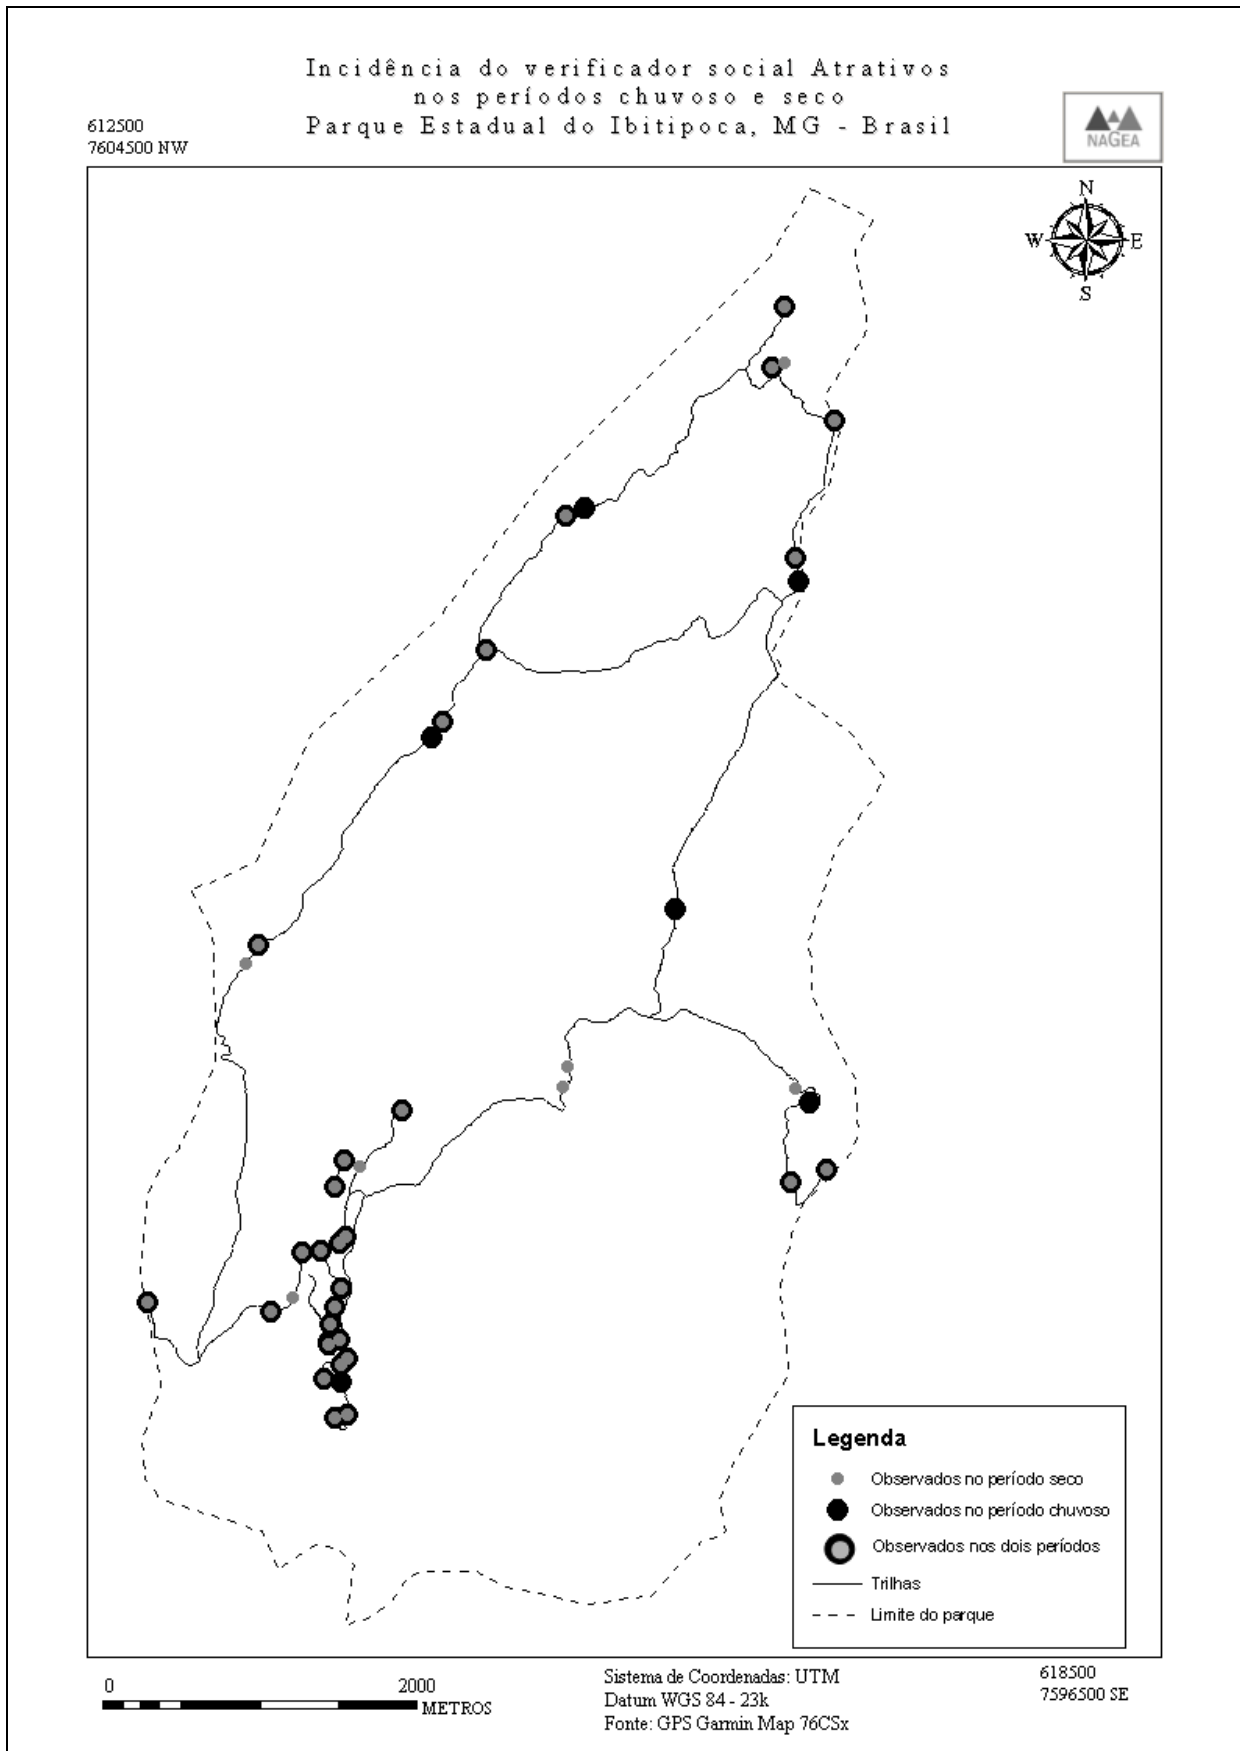 Incidência do verificador social Atrativos
nos períodos chuvoso e seco
Parque Estadual do Ibitipoca, MG - Brasil
612500
7604500 NW
NAGEA
N
W E
S
Legenda
Observados no período seco
Observados no período chuvoso
Observados nos dois períodos
Trilhas
Limite do parque
0 2000
METROS
Sistema de Coordenadas: UTM
Datum WGS 84 - 23k
Fonte: GPS Garmin Map 76CSx
618500
7596500 SE